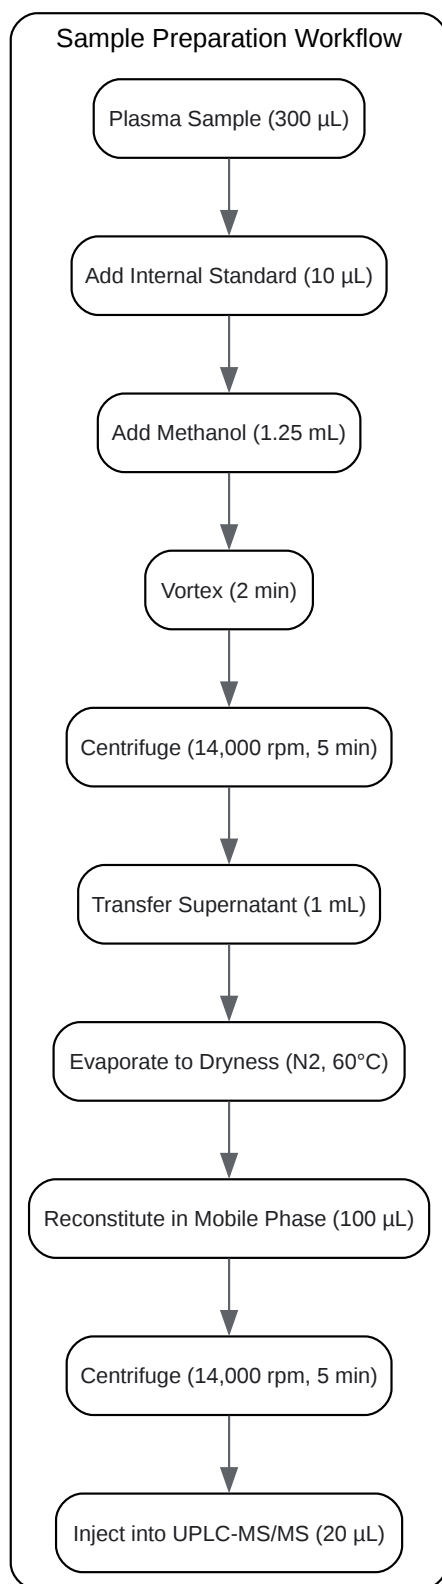 Sample Preparation Workflow
Plasma Sample (300 µL)
Add Internal Standard (10 µL)
Add Methanol (1.25 mL)
Vortex (2 min)
Centrifuge (14,000 rpm, 5 min)
Transfer Supernatant (1 mL)
Evaporate to Dryness (N2, 60°C)
Reconstitute in Mobile Phase (100 µL)
Centrifuge (14,000 rpm, 5 min)
Inject into UPLC-MS/MS (20 µL)